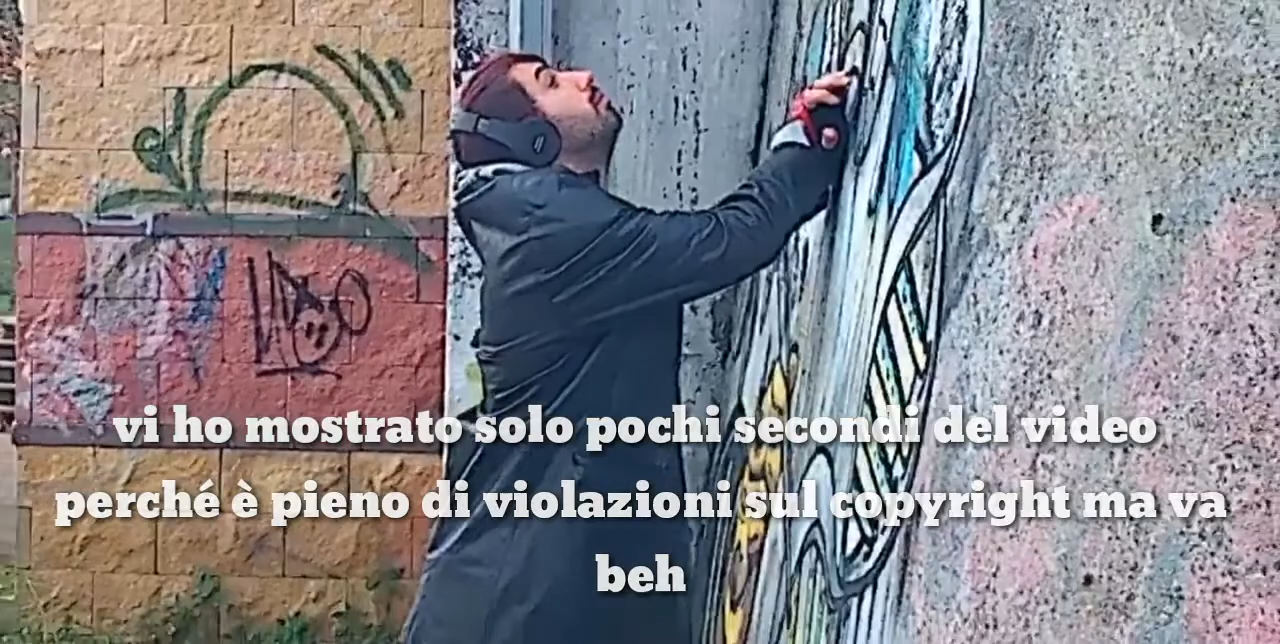 vi ho mostrato solo pochi secondi del video
perché è pieno di violazioni sul copyright ma va
beh